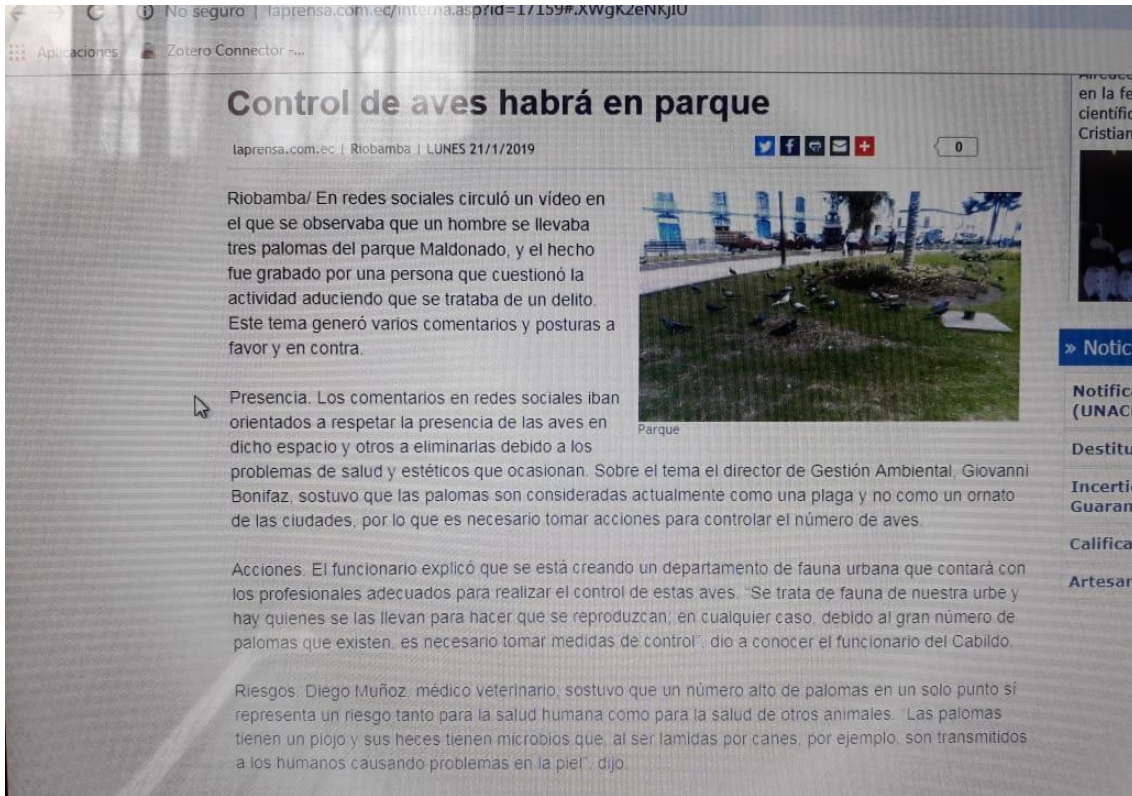 No seguro | laprensa.com.ec/interna.asp?id=17159#.XWgK2eNKjIU
Aplicaciones Zotero Connector -...
Control de aves habrá en parque
laprensa.com.ec | Riobamba | LUNES 21/1/2019
0
Riobamba/ En redes sociales circuló un vídeo en
el que se observaba que un hombre se llevaba
tres palomas del parque Maldonado, y el hecho
fue grabado por una persona que cuestionó la
actividad aduciendo que se trataba de un delito.
Este tema generó varios comentarios y posturas a
favor y en contra.
Parque
Presencia. Los comentarios en redes sociales iban
orientados a respetar la presencia de las aves en
dicho espacio y otros a eliminarlas debido a los
problemas de salud y estéticos que ocasionan. Sobre el tema el director de Gestión Ambiental, Giovanni
Bonifaz, sostuvo que las palomas son consideradas actualmente como una plaga y no como un ornato
de las ciudades, por lo que es necesario tomar acciones para controlar el número de aves.
Acciones. El funcionario explicó que se está creando un departamento de fauna urbana que contará con
los profesionales adecuados para realizar el control de estas aves. "Se trata de fauna de nuestra urbe y
hay quienes se las llevan para hacer que se reproduzcan; en cualquier caso, debido al gran número de
palomas que existen, es necesario tomar medidas de control", dio a conocer el funcionario del Cabildo.
Riesgos. Diego Muñoz, médico veterinario, sostuvo que un número alto de palomas en un solo punto sí
representa un riesgo tanto para la salud humana como para la salud de otros animales. "Las palomas
tienen un piojo y sus heces tienen microbios que, al ser lamidas por canes, por ejemplo, son transmitidos
a los humanos causando problemas en la piel", dijo.
en la fe
científic
Cristian
» Notic
Notific
(UNAC
Destitu
Incerti
Guaran
Califica
Artesar